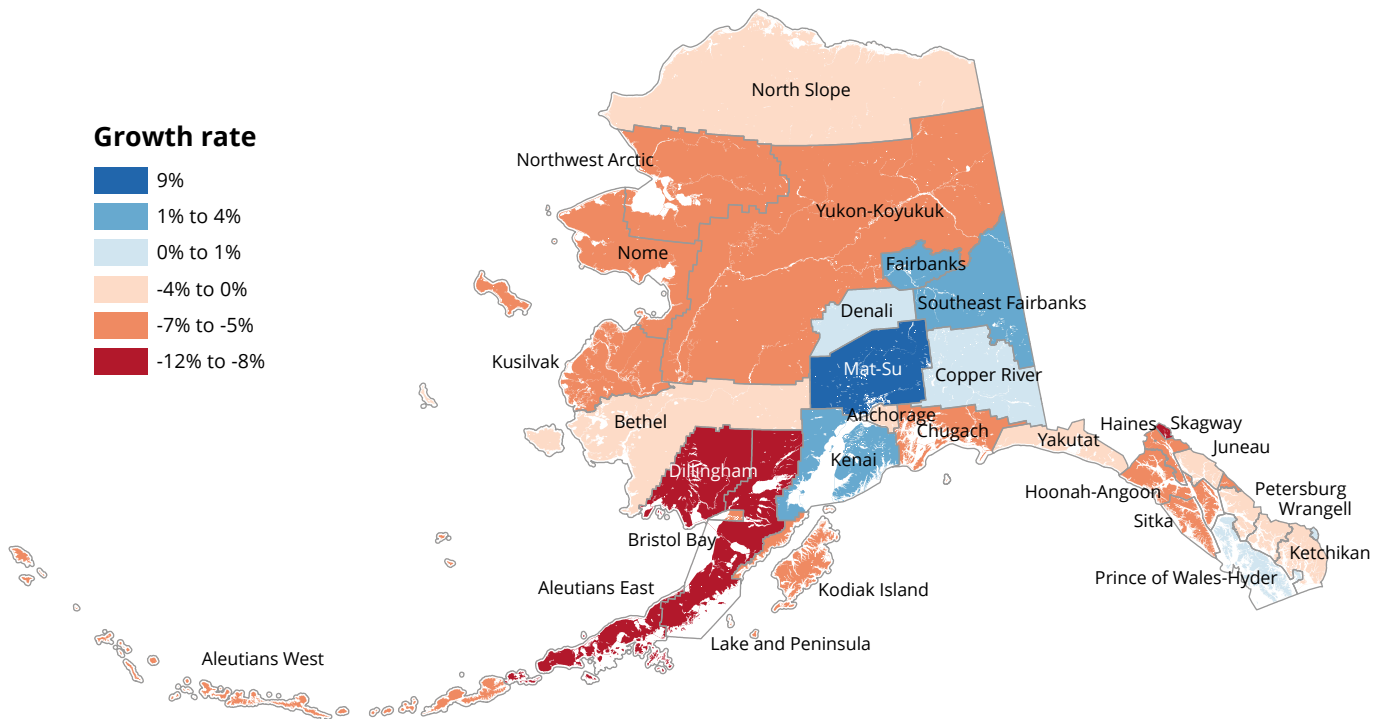 Growth rate
9%
1% to 4%
0% to 1%
-4% to 0%
-7% to -5%
-12% to -8%
North Slope
Northwest Arctic
Yukon-Koyukuk
Nome
Fairbanks
Southeast Fairbanks
Denali
Kusilvak
Mat-Su
Copper River
Anchorage
Bethel
Chugach
Yakutat
Haines
Skagway
Juneau
Dillingham
Kenai
Hoonah-Angoon
Petersburg
Wrangell
Sitka
Bristol Bay
Ketchikan
Prince of Wales-Hyder
Aleutians East
Kodiak Island
Lake and Peninsula
Aleutians West